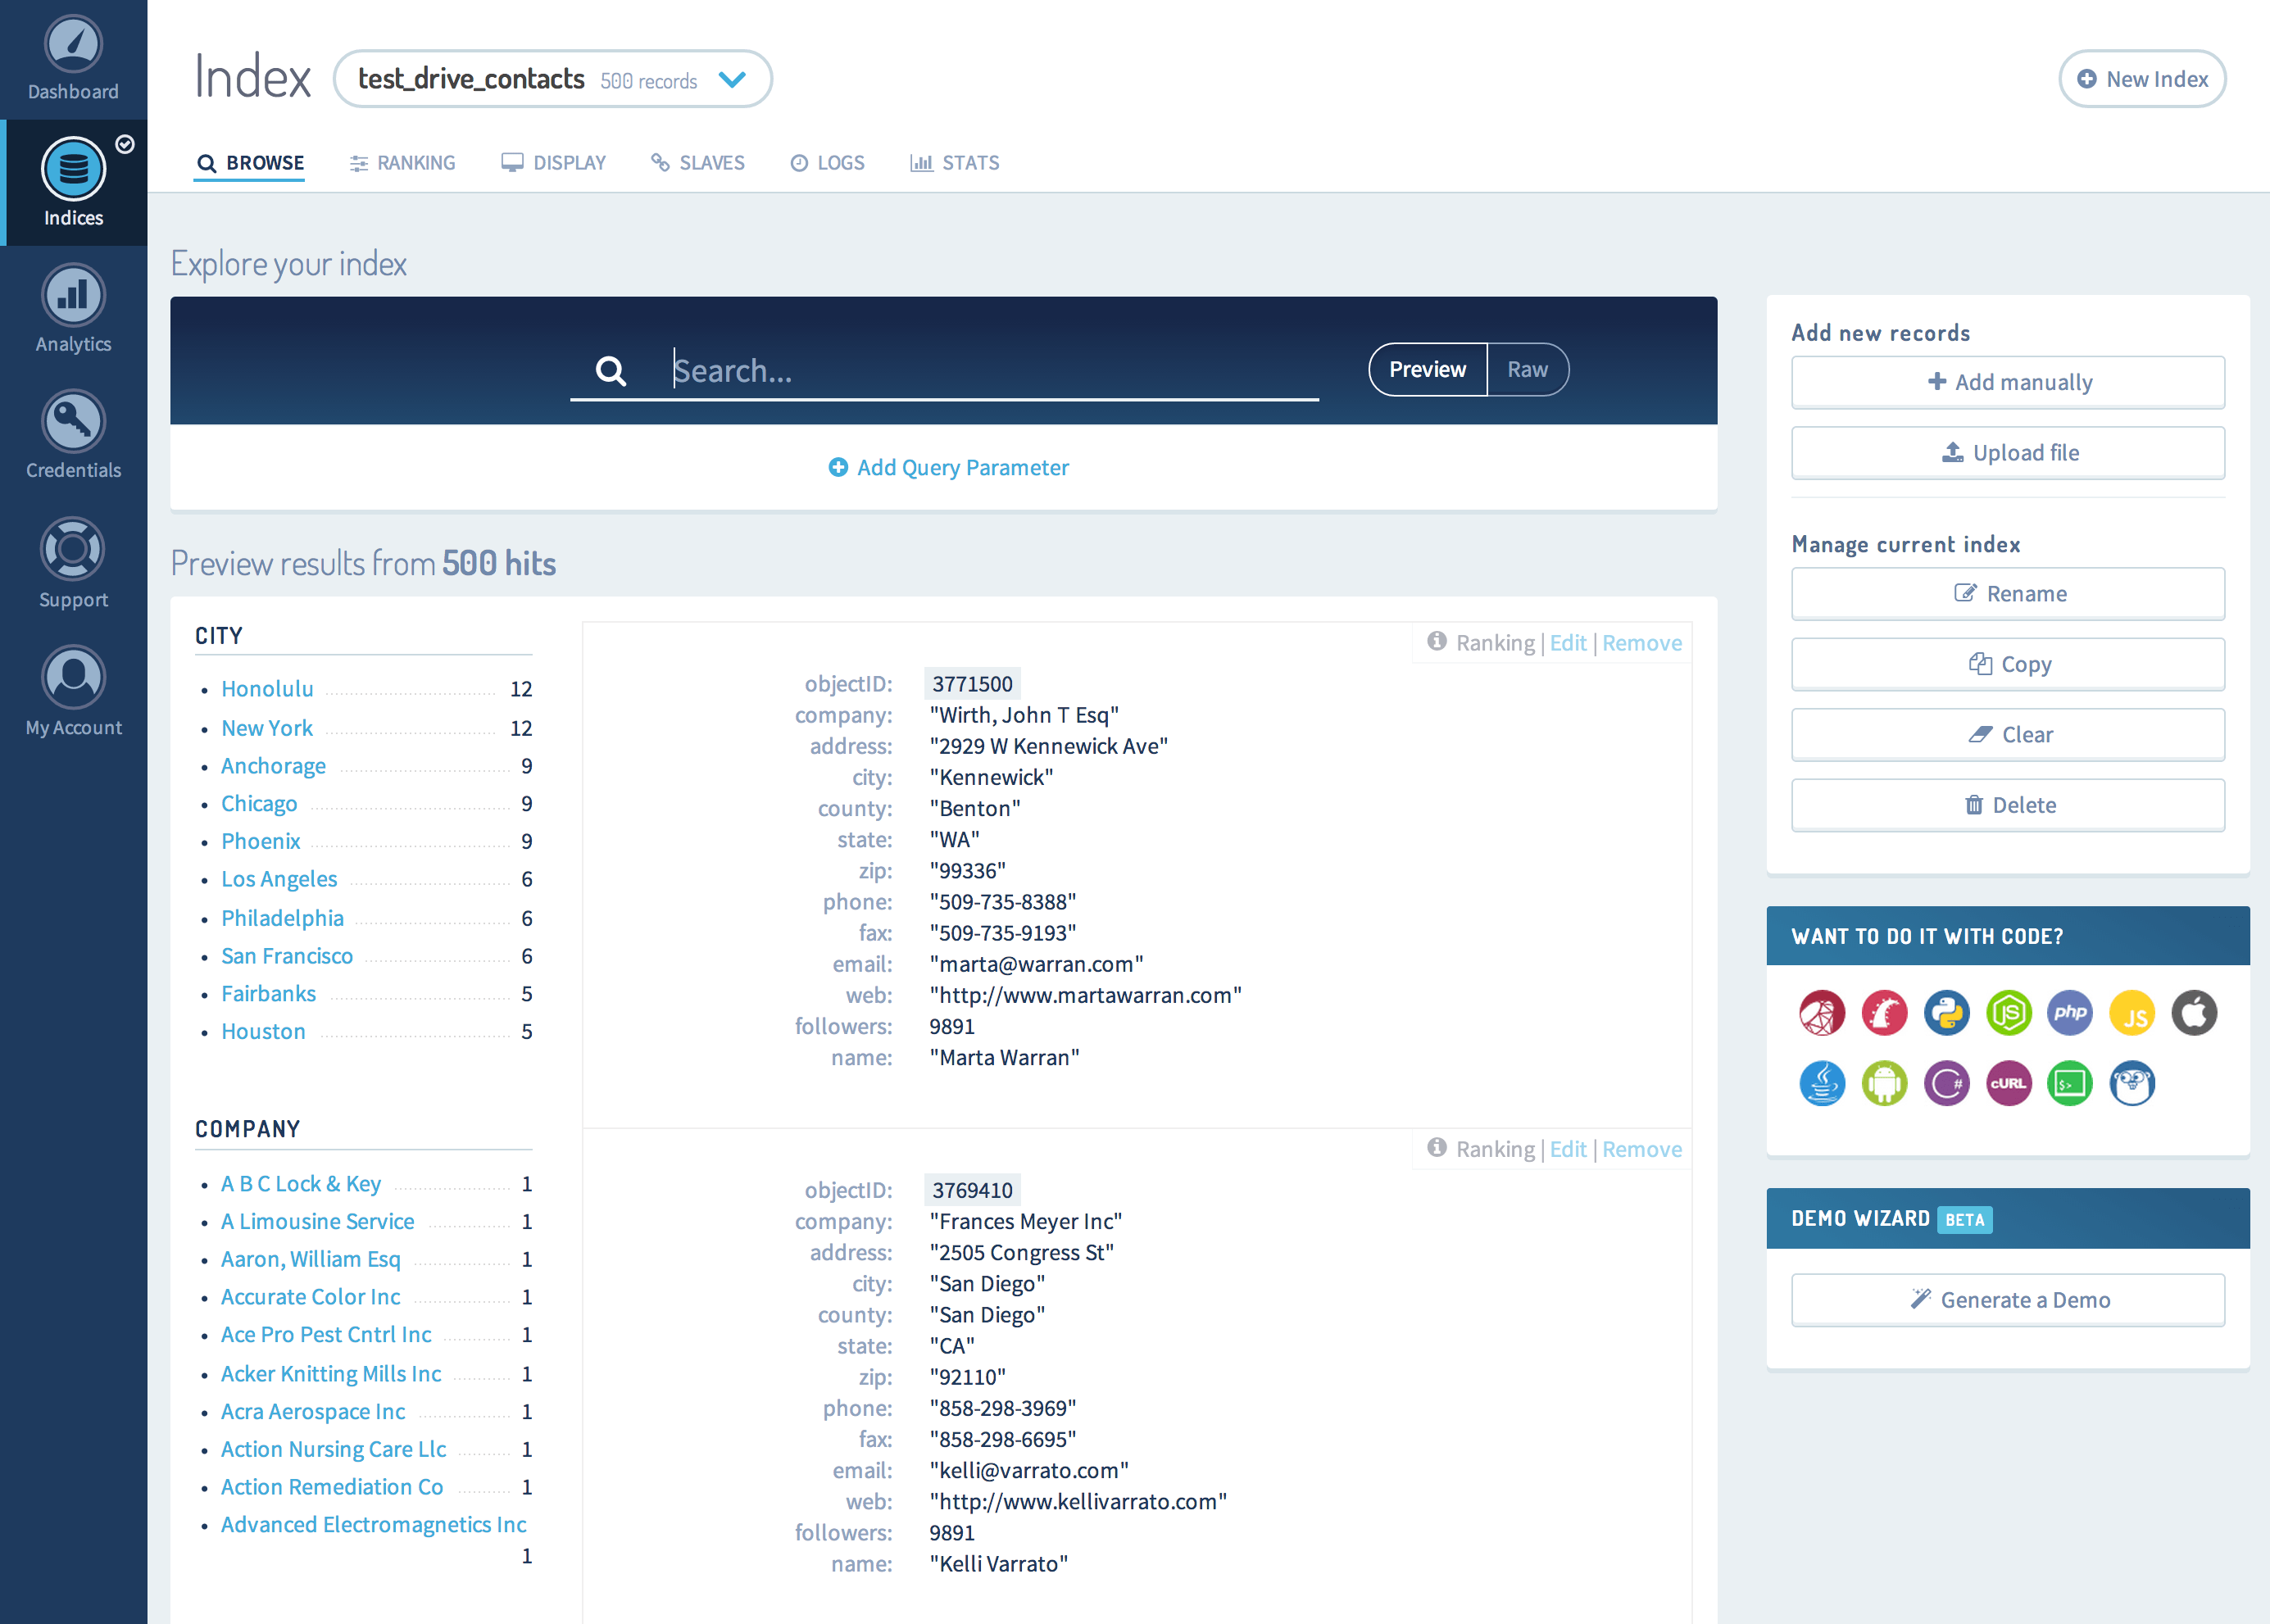 Dashboard
Indices
Analytics
Credentials
Support
My Account
Index test_drive_contacts 500 records
New Index
BROWSE RANKING DISPLAY SLAVES LOGS STATS
Explore your index
Search...
Preview Raw
Add Query Parameter
Preview results from 500 hits
CITY
Honolulu 12
New York 12
Anchorage 9
Chicago 9
Phoenix 9
Los Angeles 6
Philadelphia 6
San Francisco 6
Fairbanks 5
Houston 5
COMPANY
A B C Lock & Key 1
A Limousine Service 1
Aaron, William Esq 1
Accurate Color Inc 1
Ace Pro Pest Cntrl Inc 1
Acker Knitting Mills Inc 1
Acra Aerospace Inc 1
Action Nursing Care Llc 1
Action Remediation Co 1
Advanced Electromagnetics Inc
1
Ranking | Edit | Remove
objectID: 3771500
company: "Wirth, John T Esq"
address: "2929 W Kennewick Ave"
city: "Kennewick"
county: "Benton"
state: "WA"
zip: "99336"
phone: "509-735-8388"
fax: "509-735-9193"
email: "marta@warran.com"
web: "http://www.martawarran.com"
followers: 9891
name: "Marta Warran"
Ranking | Edit | Remove
objectID: 3769410
company: "Frances Meyer Inc"
address: "2505 Congress St"
city: "San Diego"
county: "San Diego"
state: "CA"
zip: "92110"
phone: "858-298-3969"
fax: "858-298-6695"
email: "kelli@varrato.com"
web: "http://www.kellivarrato.com"
followers: 9891
name: "Kelli Varrato"
Add new records
Add manually
Upload file
Manage current index
Rename
Copy
Clear
Delete
WANT TO DO IT WITH CODE?
JS php JS
C# cURL $>
DEMO WIZARD BETA
Generate a Demo